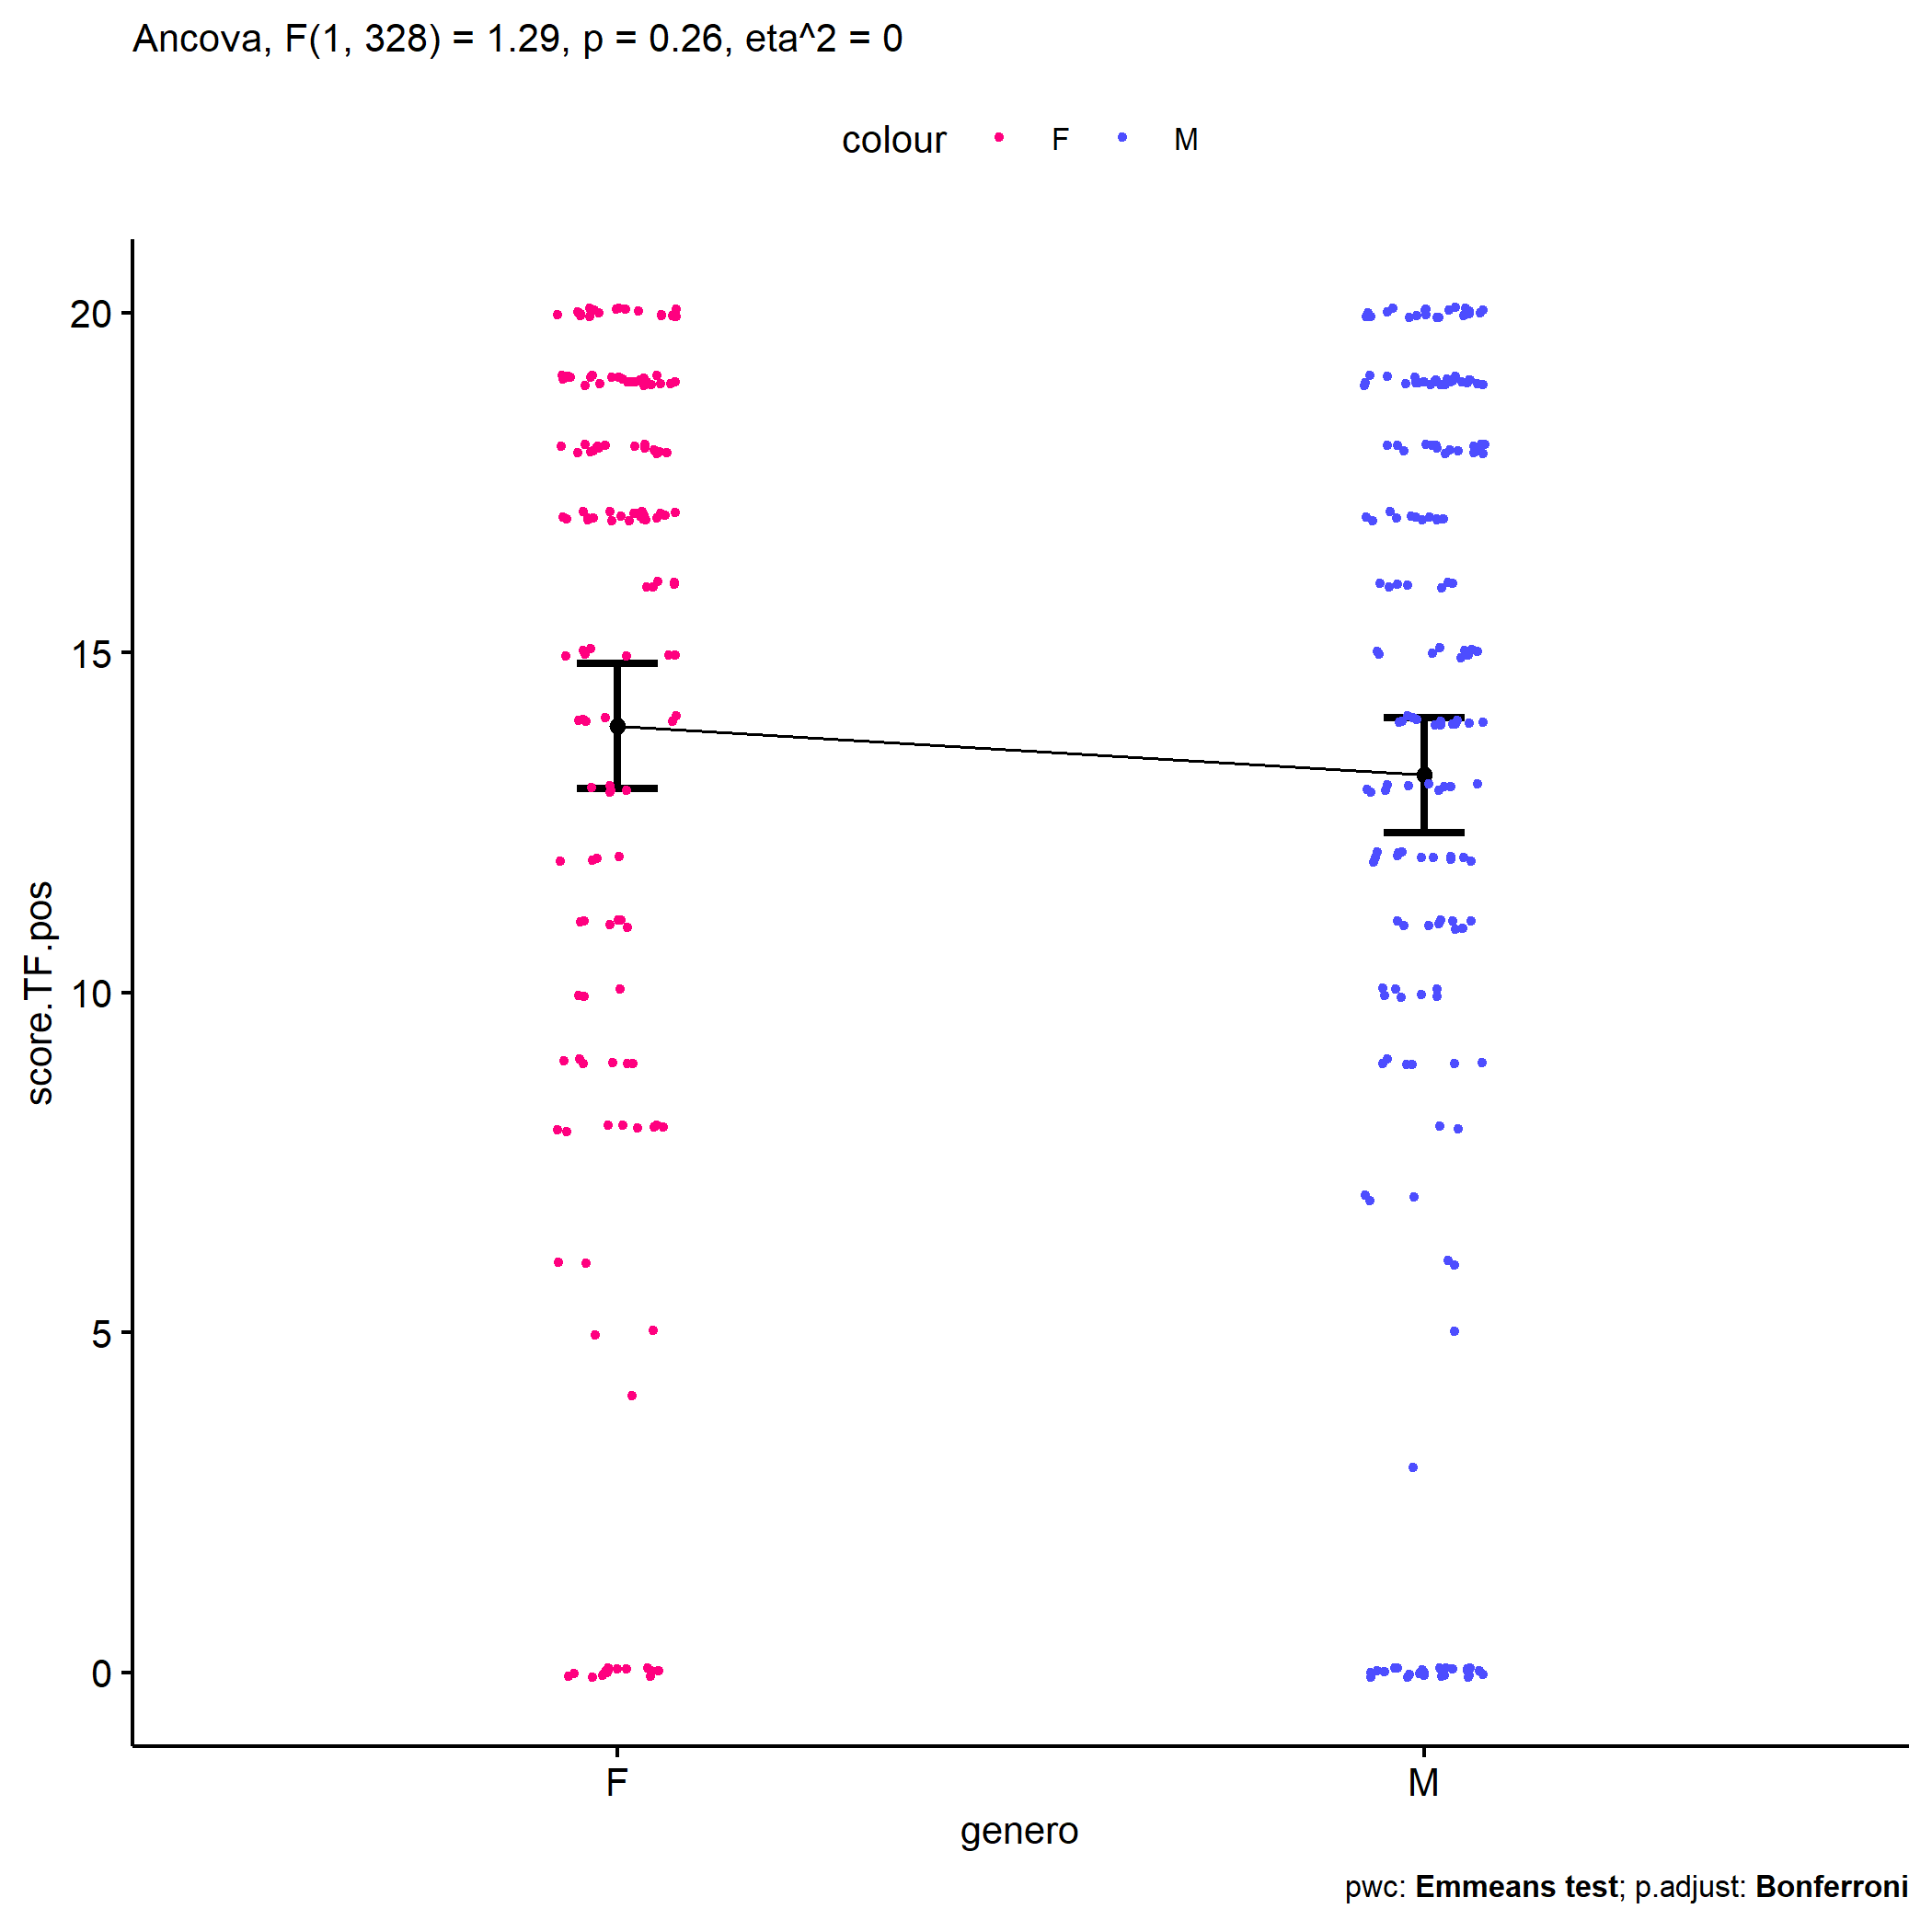 Ancova, F(1, 328) = 1.29, p = 0.26, eta^2 = 0
colour F M
20
15
10
5
0
score.TF.pos
F M
genero
pwc: Emmeans test; p.adjust: Bonferroni